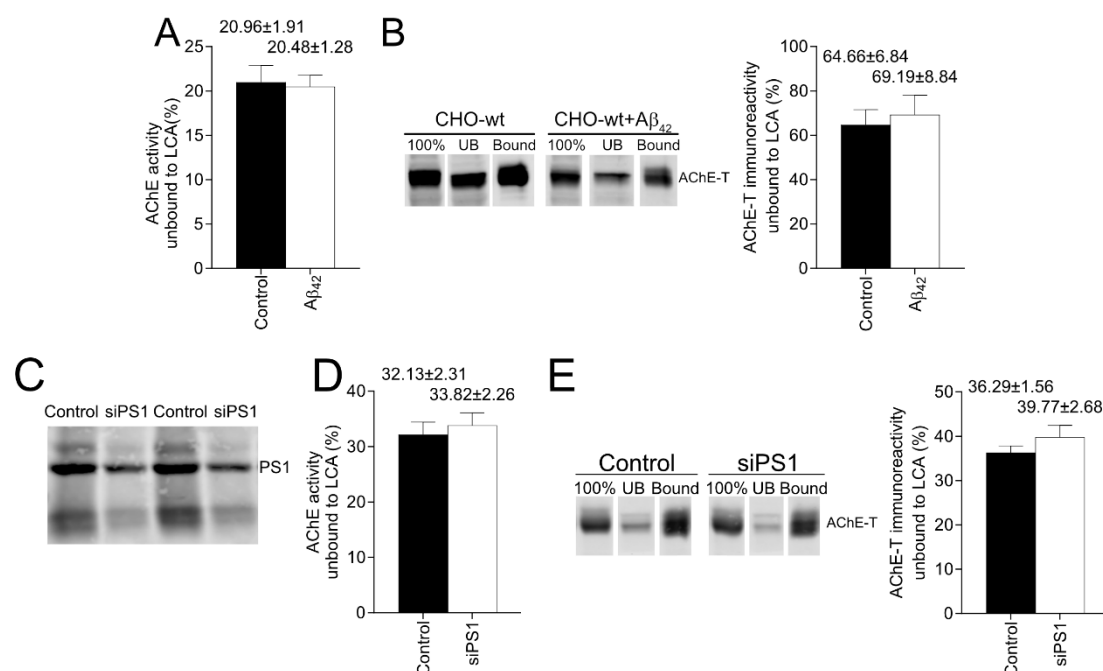 A
20.96±1.91
20.48±1.28
AChE activity
unbound to LCA(%)
25
20
15
10
5
0
Control
Aβ42
B
CHO-wt
CHO-wt+Aβ42
100% UB Bound
100% UB Bound
AChE-T
AChE-T immunoreactivity
unbound to LCA (%)
100
80
60
40
20
0
64.66±6.84
69.19±8.84
Control
Aβ42
C
Control siPS1 Control siPS1
PS1
D
32.13±2.31
33.82±2.26
AChE activity
unbound to LCA (%)
40
30
20
10
0
Control
siPS1
E
Control
siPS1
100% UB Bound
100% UB Bound
AChE-T
AChE-T immunoreactivity
unbound to LCA (%)
50
40
30
20
10
0
36.29±1.56
39.77±2.68
Control
siPS1